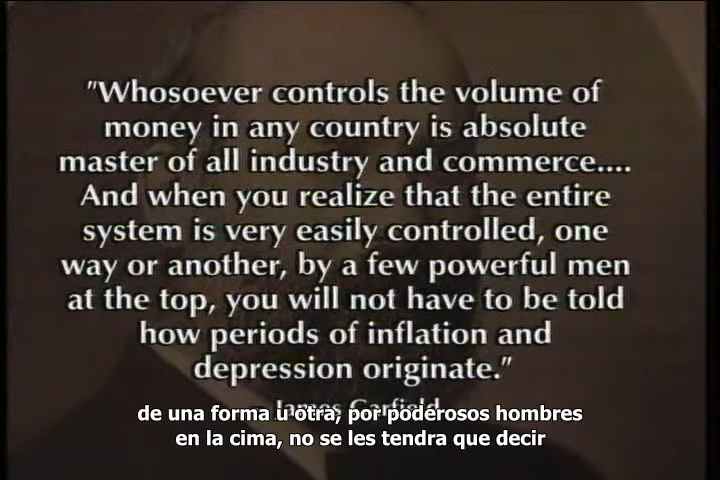 "Whosoever controls the volume of
money in any country is absolute
master of all industry and commerce....
And when you realize that the entire
system is very easily controlled, one
way or another, by a few powerful men
at the top, you will not have to be told
how periods of inflation and
depression originate."
James Garfield
de una forma u otra, por poderosos hombres
en la cima, no se les tendra que decir